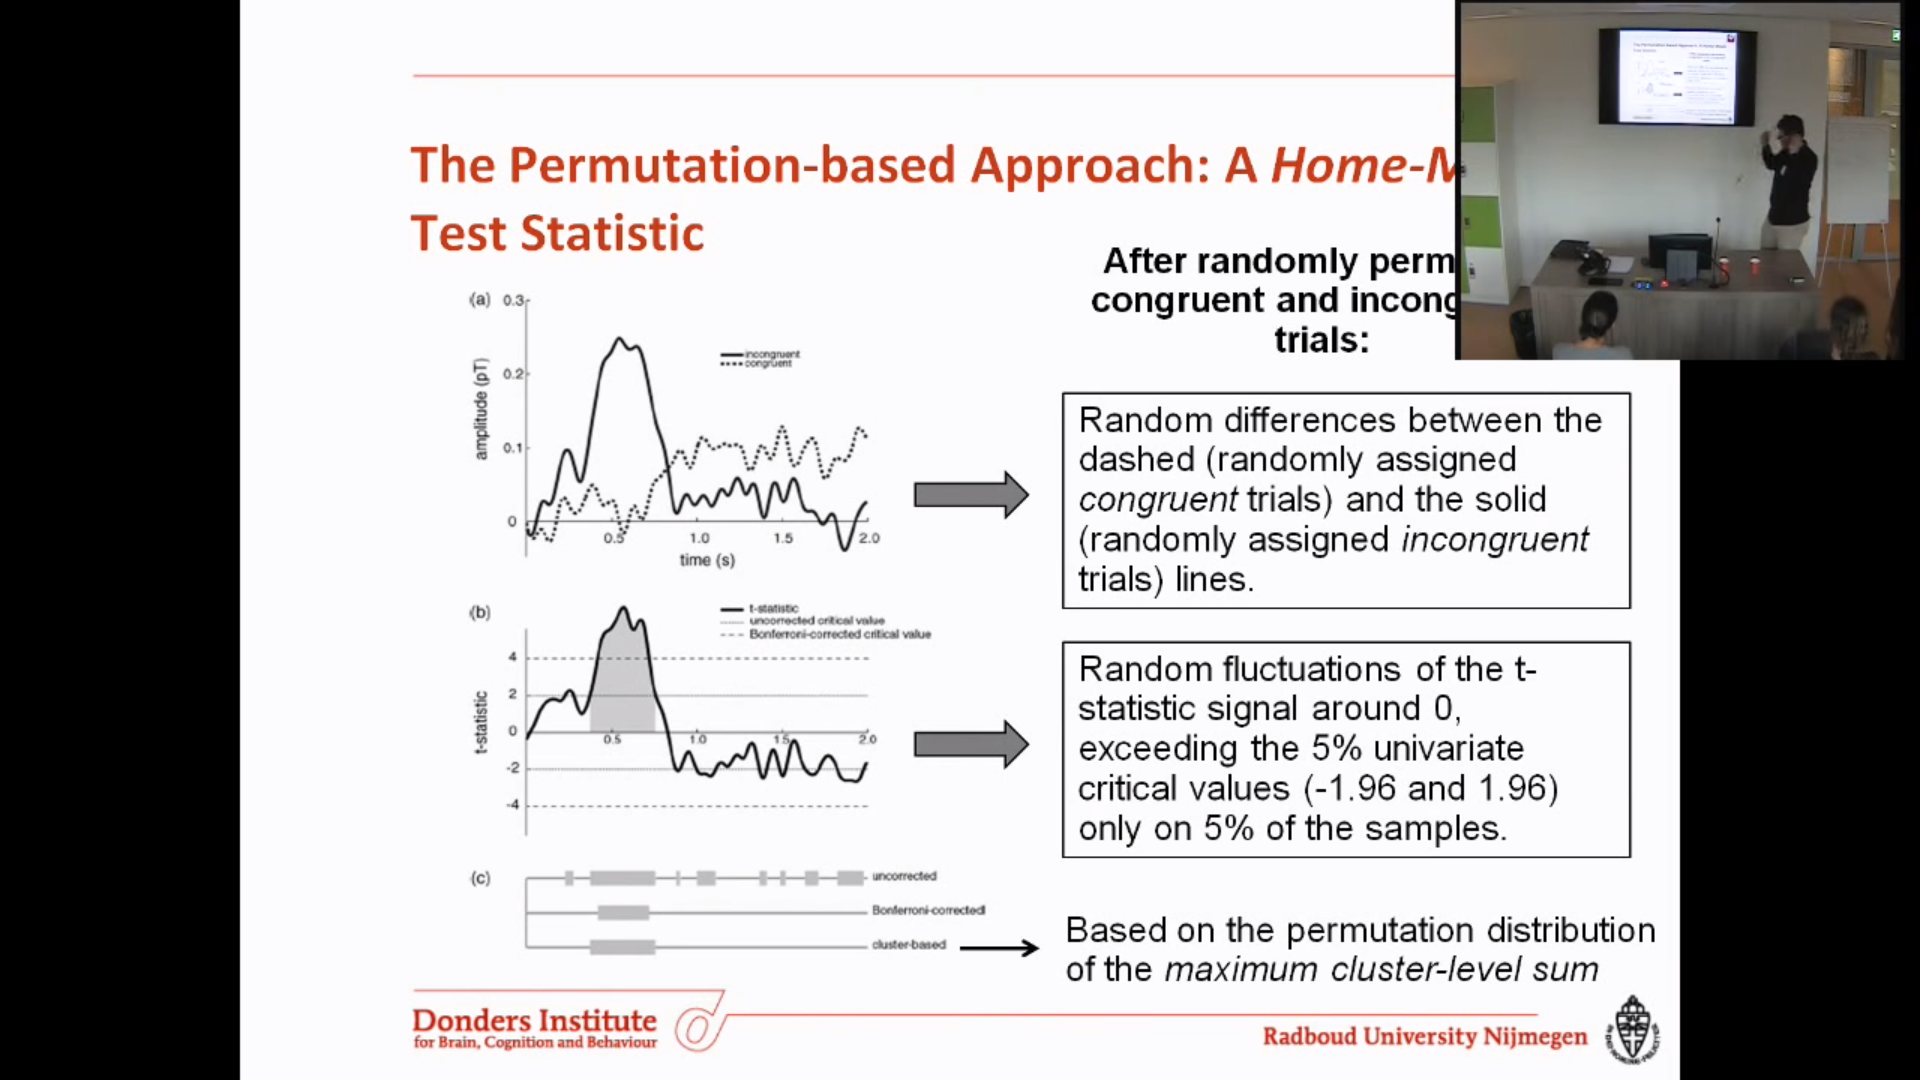 The Permutation-based Approach: A Home-M
Test Statistic
After randomly perm
congruent and incong
trials:
(a)
0.3
0.2
0.1
0
amplitude (pT)
incongruent
congruent
0.5
1.0
1.5
2.0
time (s)
Random differences between the
dashed (randomly assigned
congruent trials) and the solid
(randomly assigned incongruent
trials) lines.
(b)
t-statistic
uncorrected critical value
Bonferroni-corrected critical value
4
2
0
-2
-4
t-statistic
0.5
1.0
1.5
2.0
Random fluctuations of the t-
statistic signal around 0,
exceeding the 5% univariate
critical values (-1.96 and 1.96)
only on 5% of the samples.
(c)
uncorrected
Bonferroni-corrected
cluster-based
Based on the permutation distribution
of the maximum cluster-level sum
Donders Institute
for Brain, Cognition and Behaviour
Radboud University Nijmegen